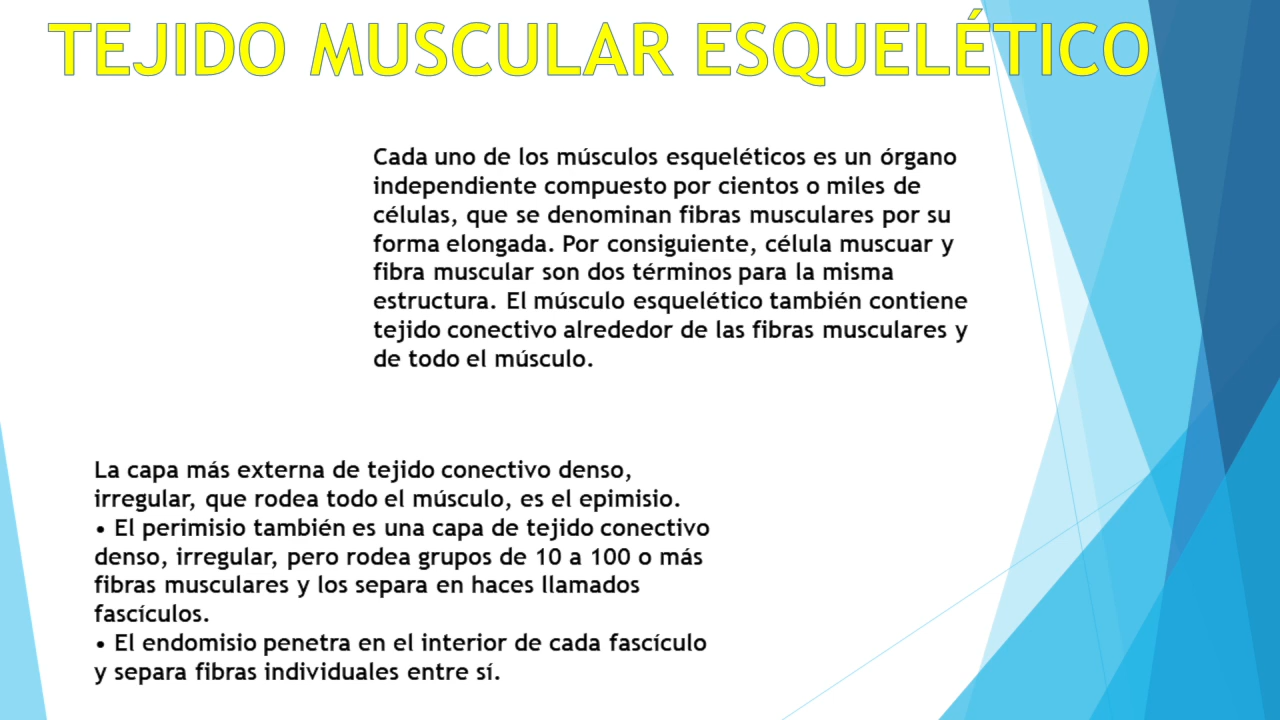 TEJIDO MUSCULAR ESQUELÉTICO
Cada uno de los músculos esqueléticos es un órgano
independiente compuesto por cientos o miles de
células, que se denominan fibras musculares por su
forma elongada. Por consiguiente, célula muscuar y
fibra muscular son dos términos para la misma
estructura. El músculo esquelético también contiene
tejido conectivo alrededor de las fibras musculares y
de todo el músculo.
La capa más externa de tejido conectivo denso,
irregular, que rodea todo el músculo, es el epimisio.
• El perimisio también es una capa de tejido conectivo
denso, irregular, pero rodea grupos de 10 a 100 o más
fibras musculares y los separa en haces llamados
fascículos.
• El endomisio penetra en el interior de cada fascículo
y separa fibras individuales entre sí.